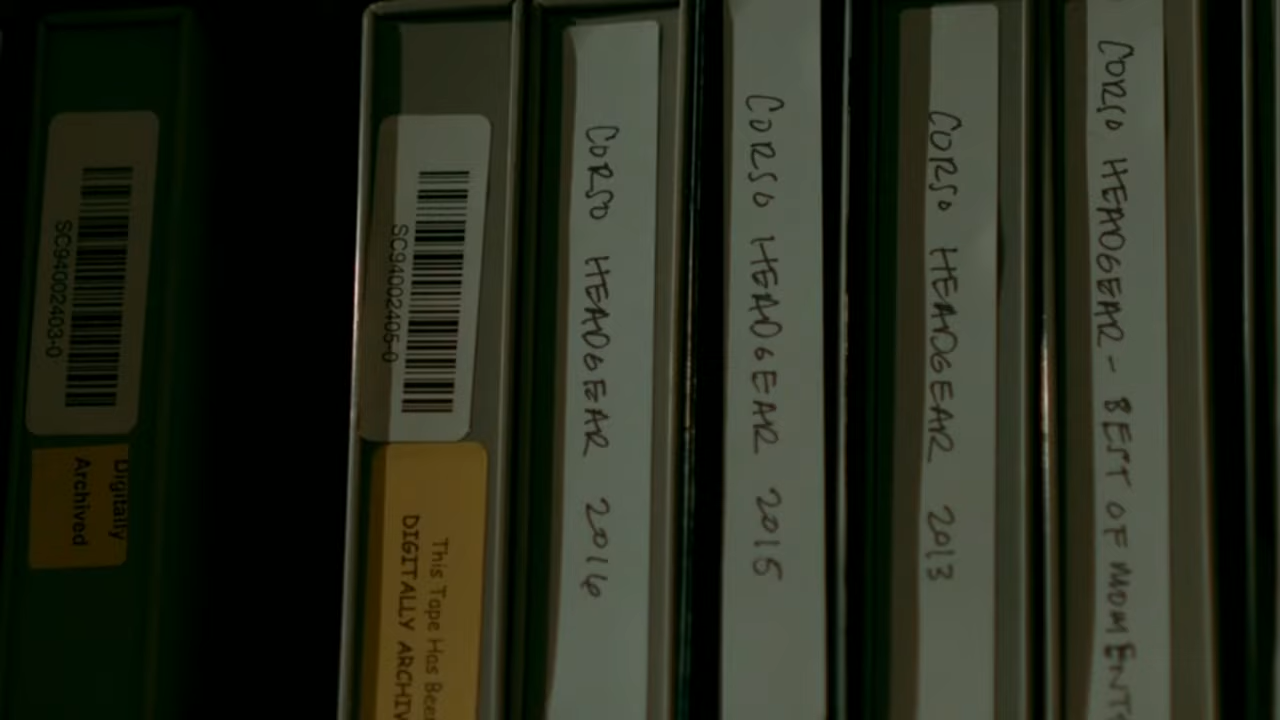 SC94002403-0
Digitally
Archived
SC94002405-0
This Tape Has Been
DIGITALLY ARCHIV
CORSO HEADGEAR 2016
CORSO HEADGEAR 2015
CORSO HEADGEAR 2013
CORSO HEADGEAR - BEST OF MOMENTS